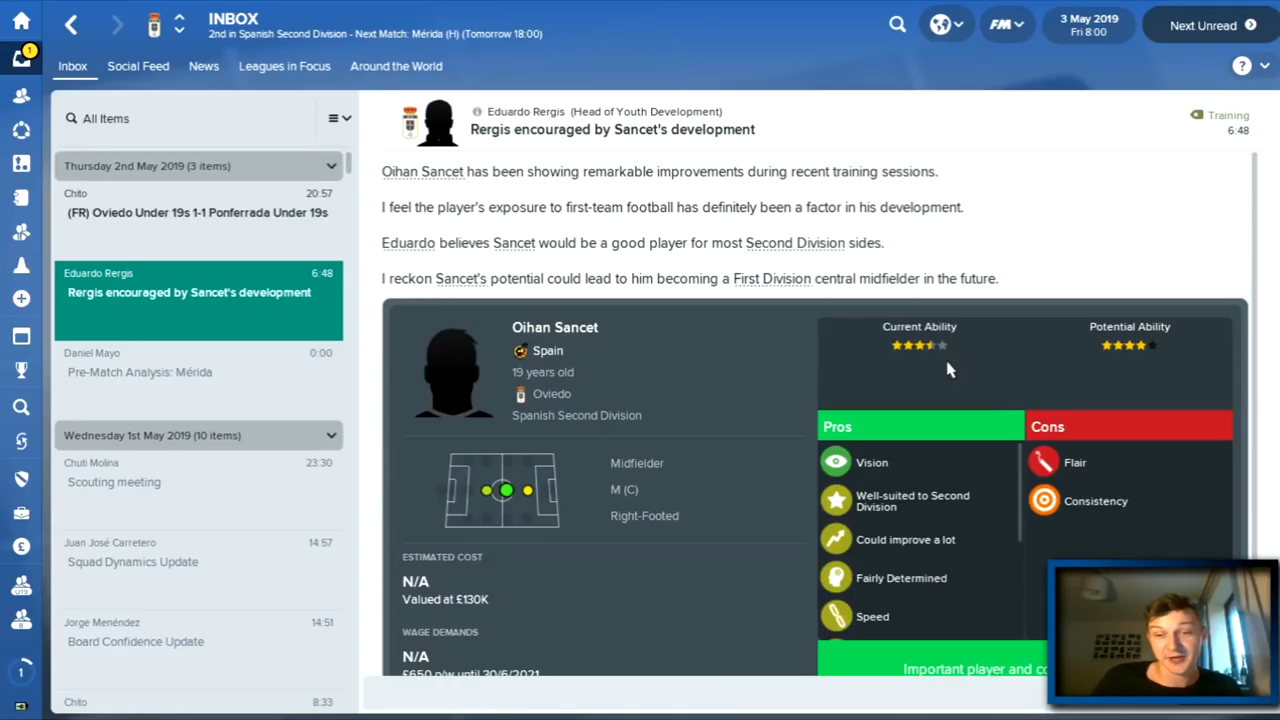 INBOX
2nd in Spanish Second Division - Next Match: Mérida (H) (Tomorrow 18:00)
FM
3 May 2019
Fri 8:00
Next Unread
1
Inbox
Social Feed
News
Leagues in Focus
Around the World
?
All Items
Thursday 2nd May 2019 (3 items)
Chito 20:57
(FR) Oviedo Under 19s 1-1 Ponferrada Under 19s
Eduardo Rergis 6:48
Rergis encouraged by Sancet's development
Daniel Mayo 0:00
Pre-Match Analysis: Mérida
Wednesday 1st May 2019 (10 items)
Chuti Molina 23:30
Scouting meeting
Juan José Carretero 14:57
Squad Dynamics Update
Jorge Menéndez 14:51
Board Confidence Update
Chito 8:33
U19
B
1
Eduardo Rergis (Head of Youth Development)
Rergis encouraged by Sancet's development
Training
6:48
Oihan Sancet has been showing remarkable improvements during recent training sessions.
I feel the player's exposure to first-team football has definitely been a factor in his development.
Eduardo believes Sancet would be a good player for most Second Division sides.
I reckon Sancet's potential could lead to him becoming a First Division central midfielder in the future.
Oihan Sancet
Spain
19 years old
Oviedo
Spanish Second Division
Midfielder
M (C)
Right-Footed
ESTIMATED COST
N/A
Valued at £130K
WAGE DEMANDS
N/A
£650 p/w until 30/6/2021
Current Ability
Potential Ability
Pros
Vision
Well-suited to Second
Division
Could improve a lot
Fairly Determined
Speed
Cons
Flair
Consistency
Important player and